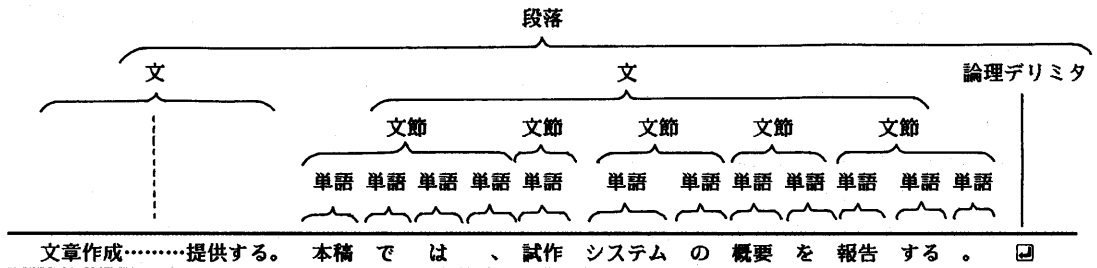 段落
文 文 論理デリミタ
文節 文節 文節 文節 文節
単語 単語 単語 単語 単語 単語 単語 単語 単語 単語 単語 単語
文章作成………提供する。 本稿 で は 、 試作 システム の 概要 を 報告 する 。